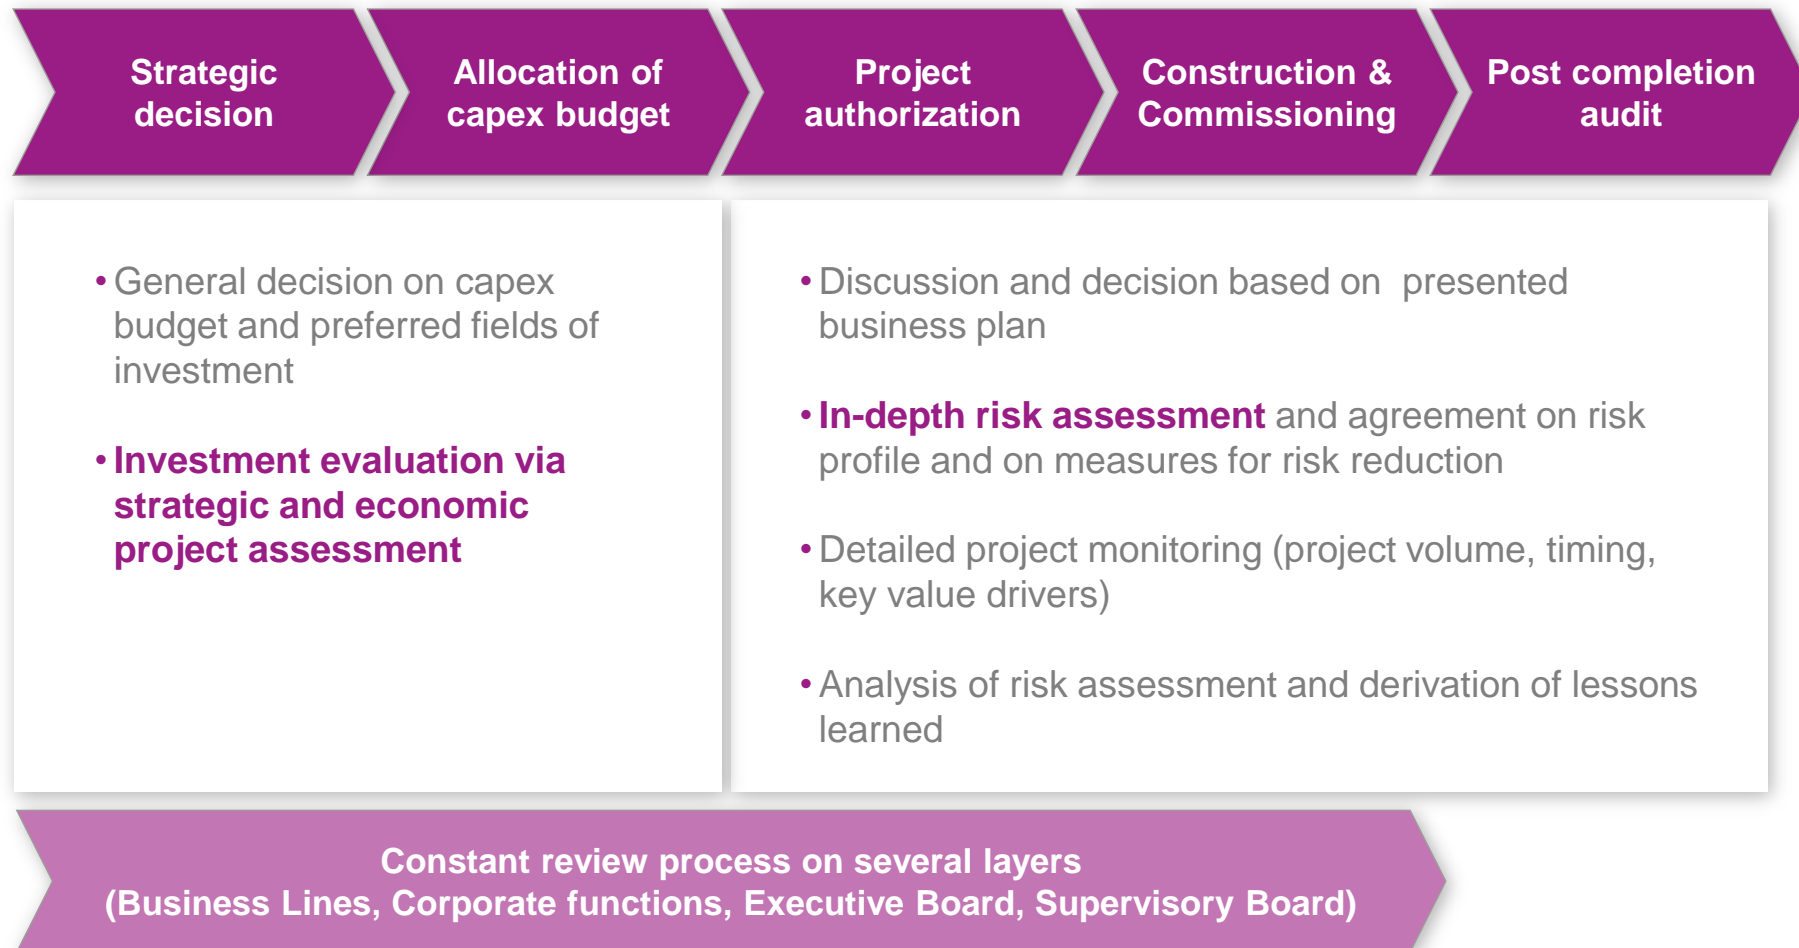 Strategic
decision
Allocation of
capex budget
Project
authorization
Construction &
Commissioning
Post completion
audit
• General decision on capex
budget and preferred fields of
investment
• Investment evaluation via
strategic and economic
project assessment
• Discussion and decision based on  presented
business plan
• In-depth risk assessment and agreement on risk
profile and on measures for risk reduction
• Detailed project monitoring (project volume, timing,
key value drivers)
• Analysis of risk assessment and derivation of lessons
learned
Constant review process on several layers
(Business Lines, Corporate functions, Executive Board, Supervisory Board)